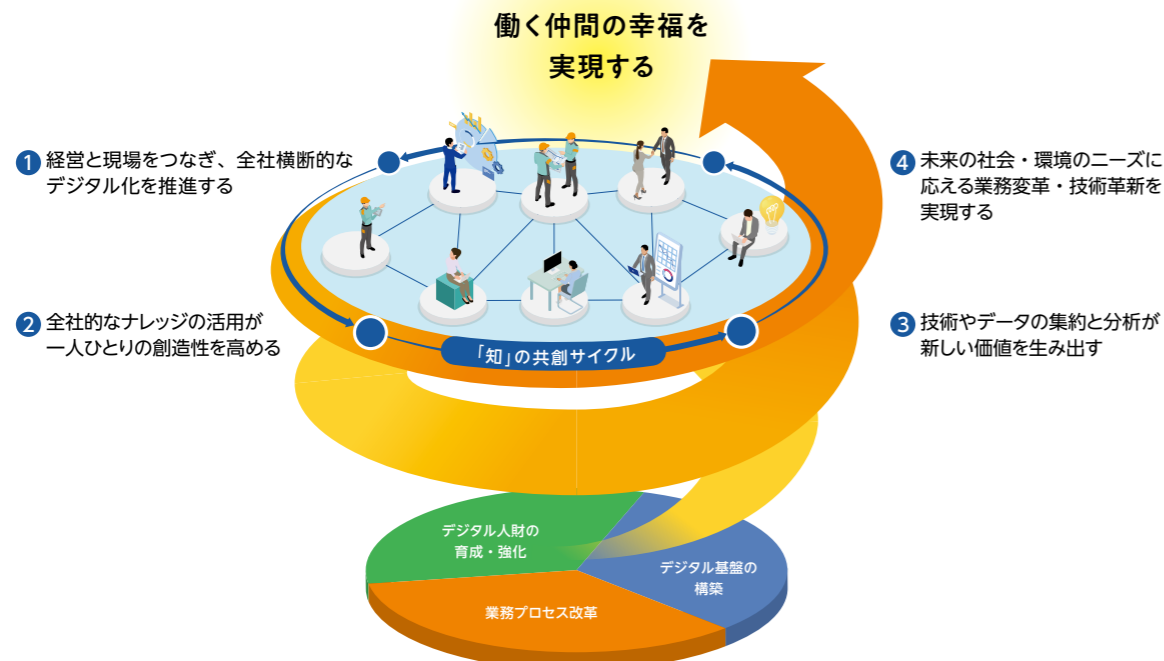 働く仲間の幸福を
実現する
1 経営と現場をつなぎ、全社横断的な
デジタル化を推進する
2 全社的なナレッジの活用が
一人ひとりの創造性を高める
4 未来の社会・環境のニーズに
応える業務変革・技術革新を
実現する
3 技術やデータの集約と分析が
新しい価値を生み出す
「知」の共創サイクル
デジタル人財の
育成・強化
デジタル基盤の
構築
業務プロセス改革